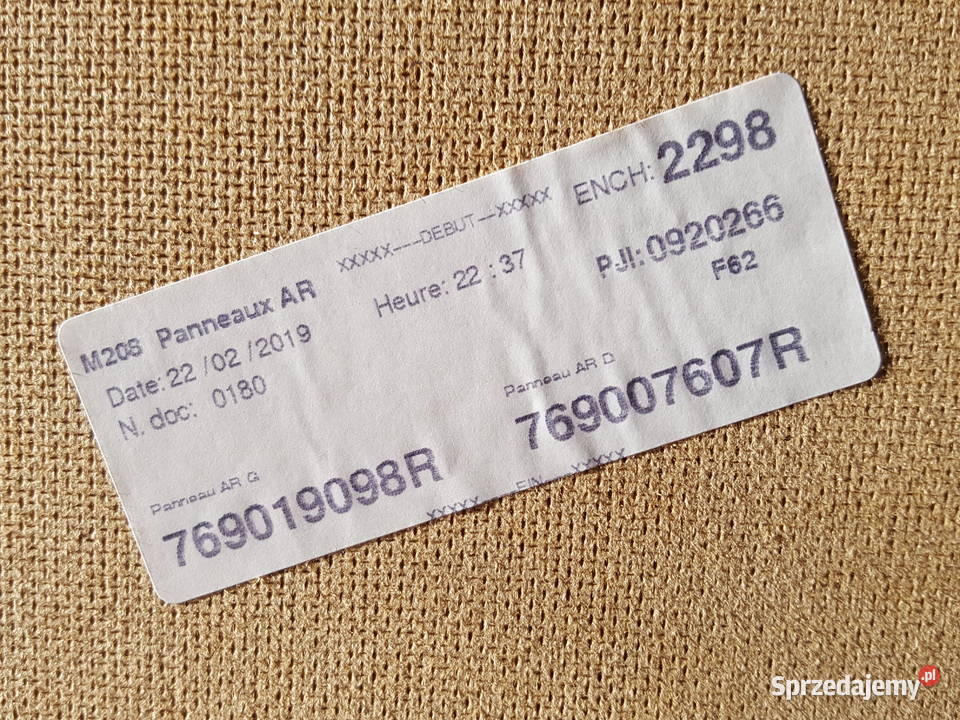 XXXXX---DEBUT---XXXXX
M20S Panneaux AR
ENCH: 2298
Date: 22 /02 /2019
Heure: 22 : 37
PJI: 0920266
N. doc: 0180
F62
Panneau AR G
Panneau AR D
769019098R
769007607R
XXXXX-----FIN-----XXXXX
Sprzedajemy.pl